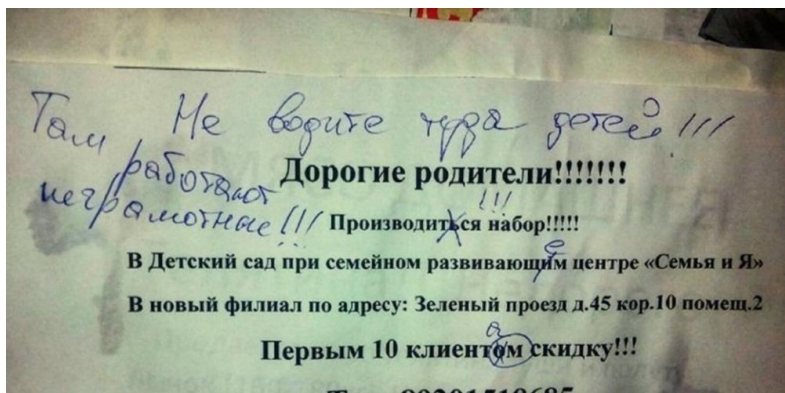 Не водите туда детей!!!
Там работают неграмотные!!!
Дорогие родители!!!!!!!
!!!
Производиться набор!!!!!
е
В Детский сад при семейном развивающим центре «Семья и Я»
В новый филиал по адресу: Зеленый проезд д.45 кор.10 помещ.2
а
Первым 10 клиентом скидку!!!